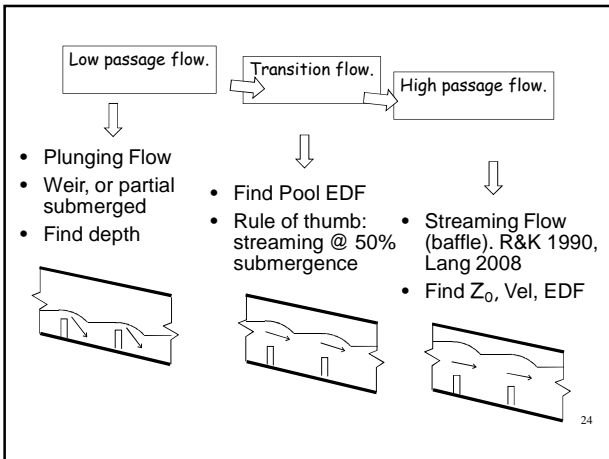 Low passage flow.
Transition flow.
High passage flow.
• Plunging Flow
• Weir, or partial
submerged
• Find depth
• Find Pool EDF
• Rule of thumb:
streaming @ 50%
submergence
• Streaming Flow
(baffle). R&K 1990,
Lang 2008
• Find Z₀, Vel, EDF
24